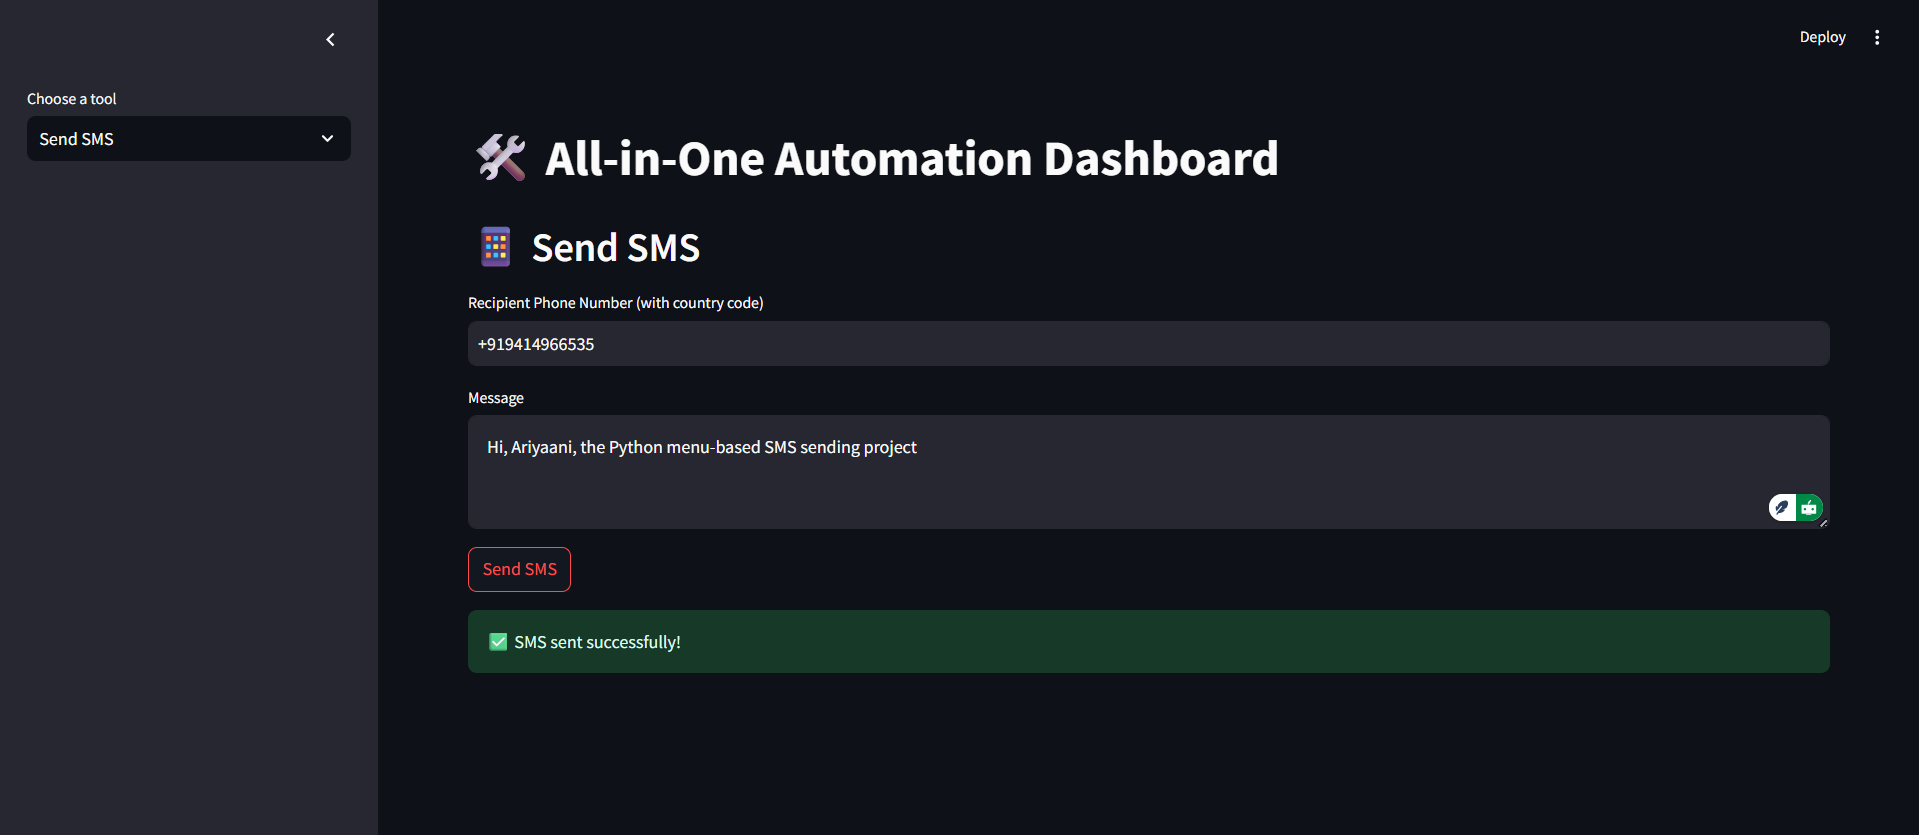 Deploy
Choose a tool
Send SMS
All-in-One Automation Dashboard
Send SMS
Recipient Phone Number (with country code)
+919414966535
Message
Hi, Ariyaani, the Python menu-based SMS sending project
Send SMS
SMS sent successfully!